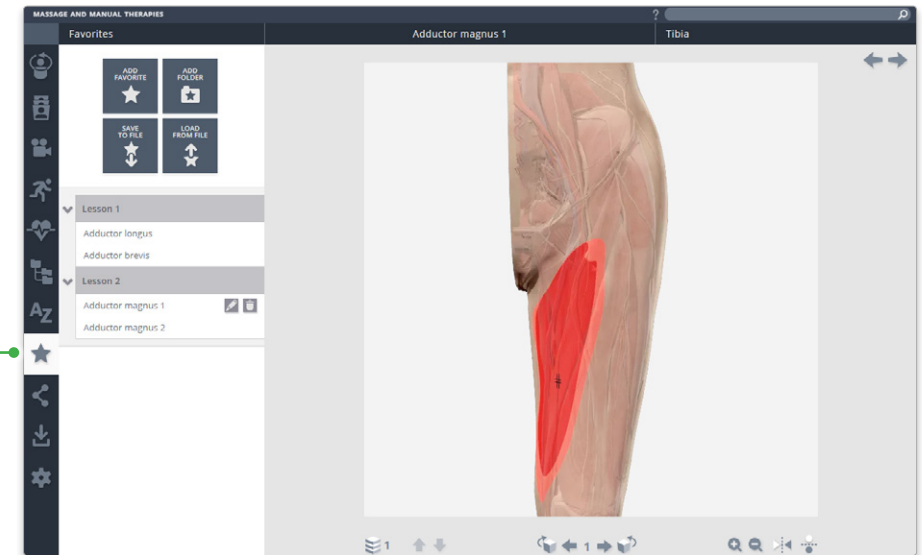 MASSAGE AND MANUAL THERAPIES
?
Favorites
Adductor magnus 1
Tibia
ADD
FAVORITE
ADD
FOLDER
SAVE
TO FILE
LOAD
FROM FILE
Lesson 1
Adductor longus
Adductor brevis
Lesson 2
Adductor magnus 1
Adductor magnus 2
AZ
1
1